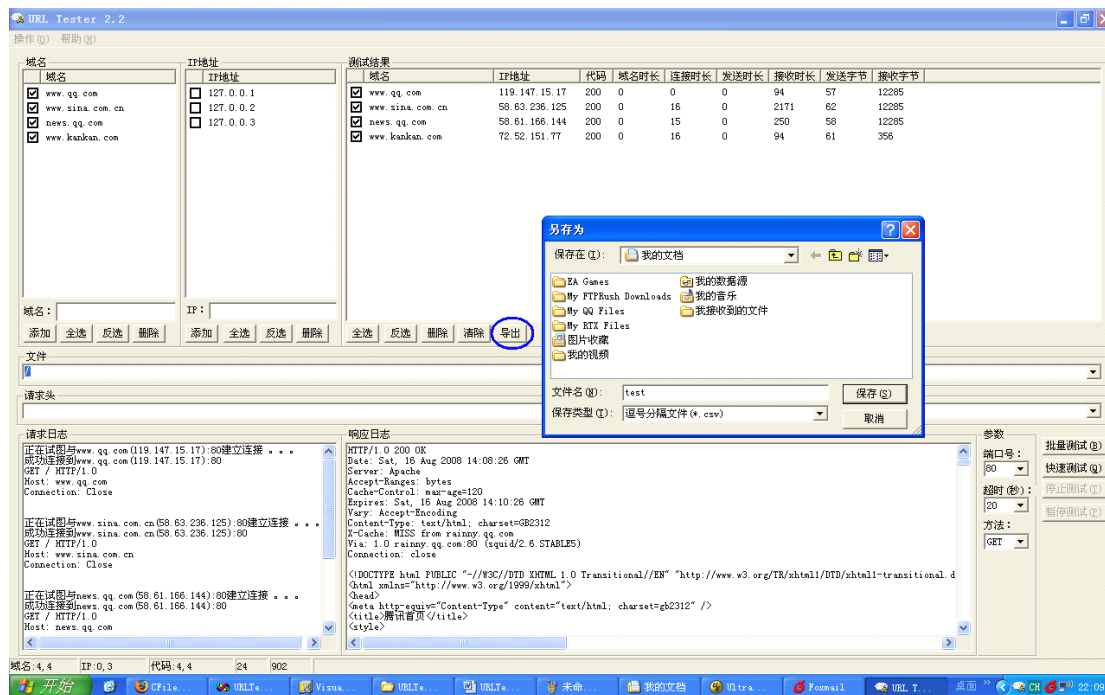 URL Tester 2.2
操作(O) 帮助(H)
域名
域名
www.qq.com
www.sina.com.cn
news.qq.com
www.kankan.com
域名：
添加 全选 反选 删除
IP地址
IP地址
127.0.0.1
127.0.0.2
127.0.0.3
IP：
添加 全选 反选 删除
测试结果
域名 IP地址 代码 域名时长 连接时长 发送时长 接收时长 发送字节 接收字节
www.qq.com 119.147.15.17 200 0 0 0 94 57 12285
www.sina.com.cn 58.63.236.125 200 0 16 0 2171 62 12285
news.qq.com 58.61.166.144 200 0 15 0 250 58 12285
www.kankan.com 72.52.151.77 200 0 16 0 94 61 356
全选 反选 删除 清除 导出
另存为
保存在(I)： 我的文档
EA Games
My FTPRush Downloads
My QQ Files
My RTX Files
图片收藏
我的视频
我的数据源
我的音乐
我接收到的文件
文件名(N)： test 保存(S)
保存类型(T)： 逗号分隔文件(*.csv) 取消
文件
/
请求头
请求日志
正在试图与www.qq.com(119.147.15.17):80建立连接 。。。
成功连接到www.qq.com(119.147.15.17):80
GET / HTTP/1.0
Host: www.qq.com
Connection: Close
正在试图与www.sina.com.cn(58.63.236.125):80建立连接 。。。
成功连接到www.sina.com.cn(58.63.236.125):80
GET / HTTP/1.0
Host: www.sina.com.cn
Connection: Close
正在试图与news.qq.com(58.61.166.144):80建立连接 。。。
成功连接到news.qq.com(58.61.166.144):80
GET / HTTP/1.0
Host: news.qq.com
响应日志
HTTP/1.0 200 OK
Date: Sat, 16 Aug 2008 14:08:26 GMT
Server: Apache
Accept-Ranges: bytes
Cache-Control: max-age=120
Expires: Sat, 16 Aug 2008 14:10:26 GMT
Vary: Accept-Encoding
Content-Type: text/html; charset=GB2312
X-Cache: MISS from rainny.qq.com
Via: 1.0 rainny.qq.com:80 (squid/2.6.STABLE5)
Connection: close
<!DOCTYPE html PUBLIC "-//W3C//DTD XHTML 1.0 Transitional//EN" "http://www.w3.org/TR/xhtml1/DTD/xhtml1-transitional.d
<html xmlns="http://www.w3.org/1999/xhtml">
<head>
<meta http-equiv="Content-Type" content="text/html; charset=gb2312" />
<title>腾讯首页</title>
<style>
参数
端口号：
80
超时(秒)：
20
方法：
GET
批量测试(B)
快速测试(Q)
停止测试(T)
暂停测试(P)
域名:4,4 IP:0,3 代码:4,4 24 902
开始 CFile... URLTe... Visua... URLTe... URLTe... 未命... 我的文档 Ultra... Foxmail URL T... 桌面 » CH 22:09